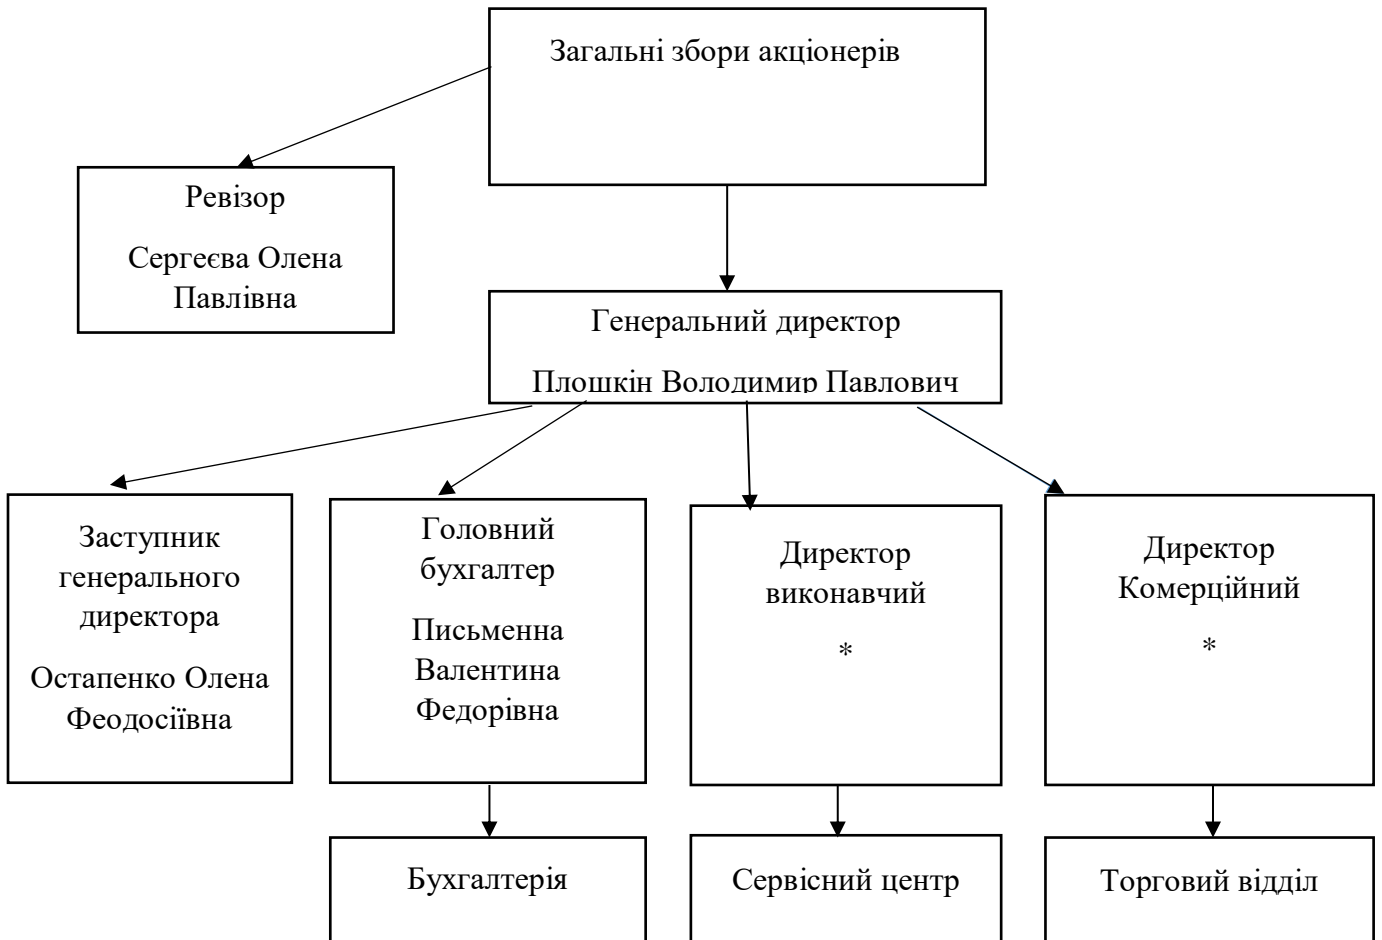 Загальні збори акціонерів
Ревізор
Сергеєва Олена
Павлівна
Генеральний директор
Плошкін Володимир Павлович
Заступник
генерального
директора
Остапенко Олена
Феодосіївна
Головний
бухгалтер
Письменна
Валентина
Федорівна
Директор
виконавчий
*
Директор
Комерційний
*
Бухгалтерія
Сервісний центр
Торговий відділ